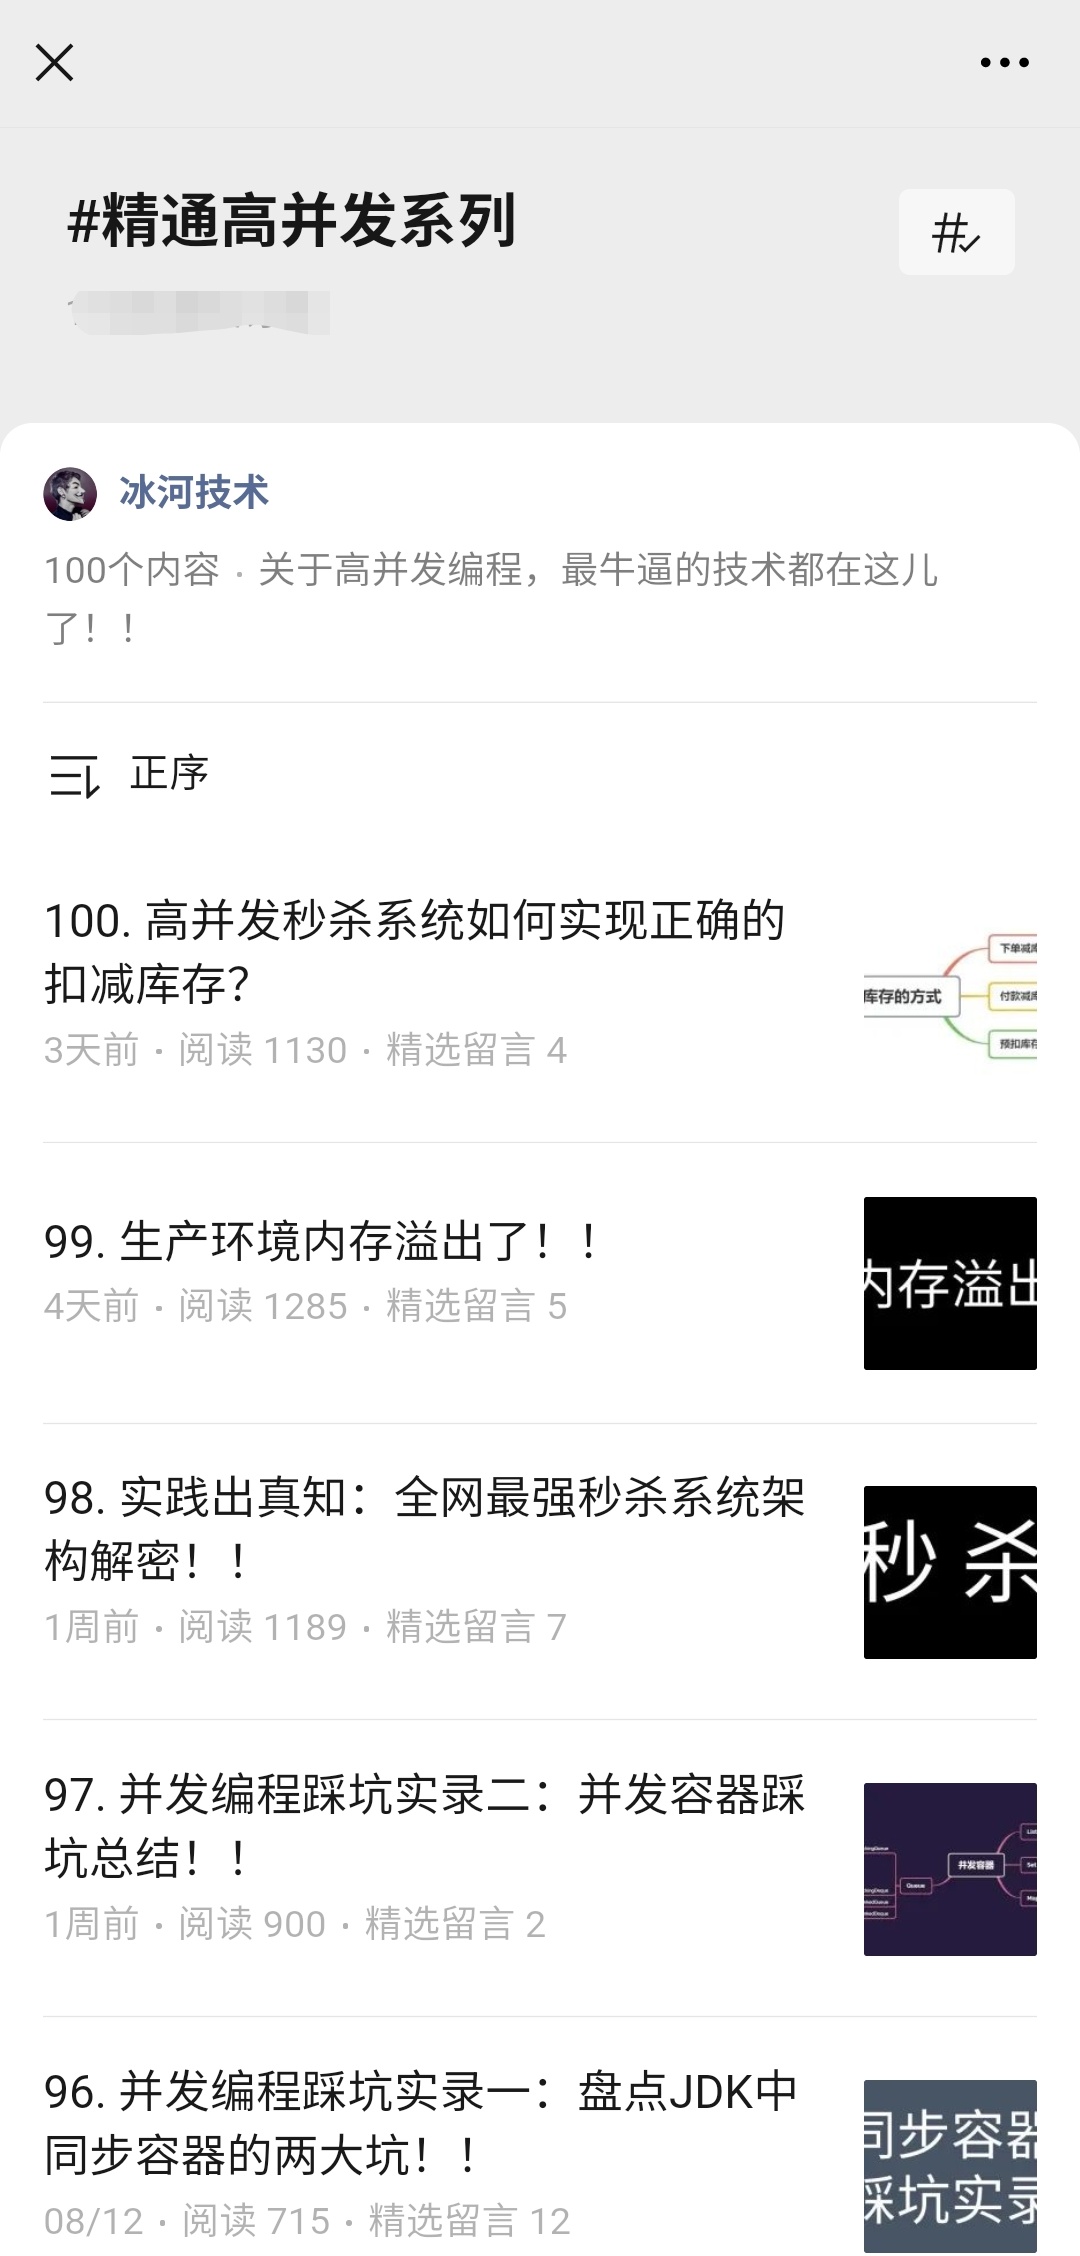 #精通高并发系列
冰河技术
100个内容 · 关于高并发编程，最牛逼的技术都在这儿
了！！
正序
100. 高并发秒杀系统如何实现正确的
扣减库存？
3天前 · 阅读 1130 · 精选留言 4
库存的方式
下单减库
付款减库
预扣库存
99. 生产环境内存溢出了！！
4天前 · 阅读 1285 · 精选留言 5
内存溢出
98. 实践出真知：全网最强秒杀系统架
构解密！！
1周前 · 阅读 1189 · 精选留言 7
秒 杀
97. 并发编程踩坑实录二：并发容器踩
坑总结！！
1周前 · 阅读 900 · 精选留言 2
并发容器
Queue
List
Set
Map
96. 并发编程踩坑实录一：盘点JDK中
同步容器的两大坑！！
08/12 · 阅读 715 · 精选留言 12
同步容器
踩坑实录